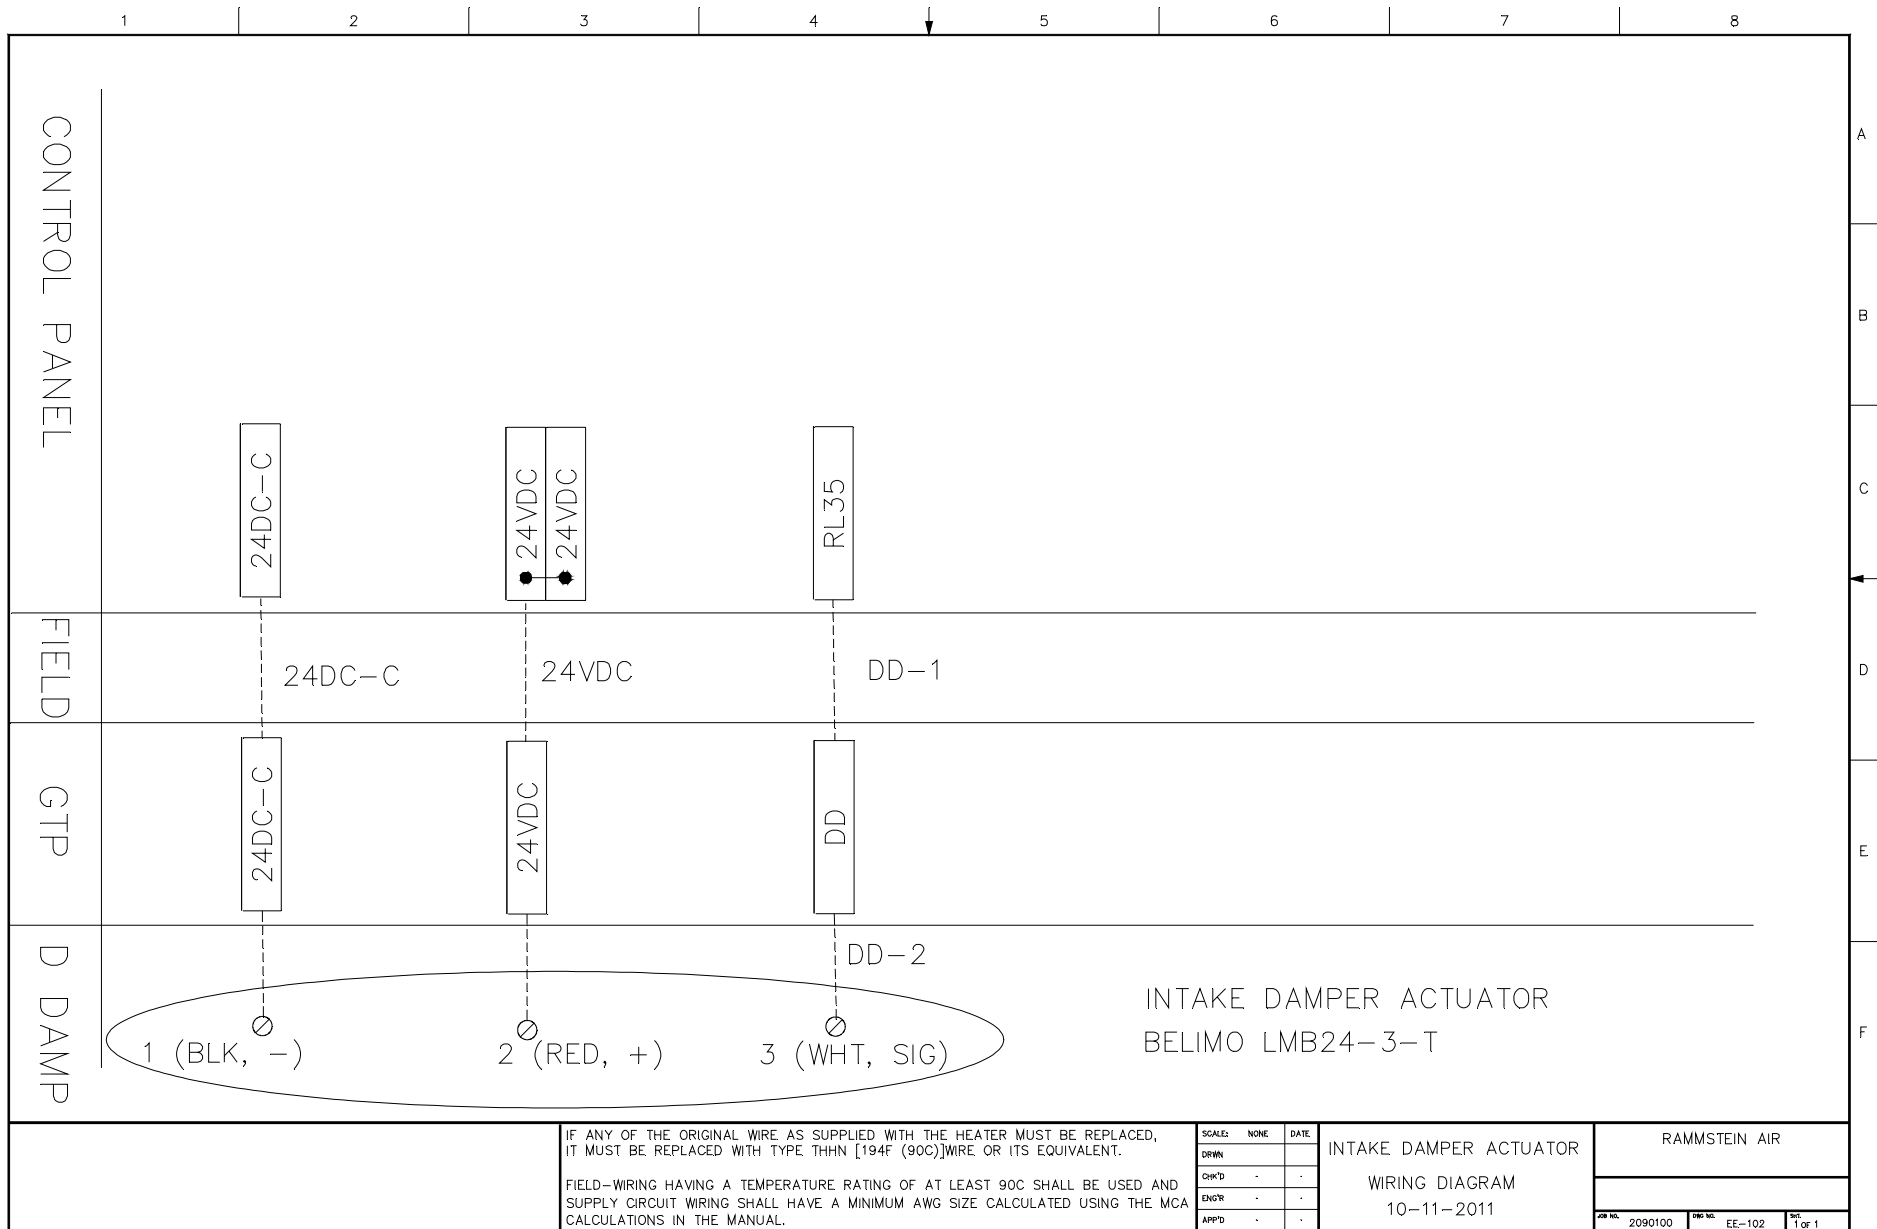 1 2 3 4 5 6 7 8
A
B
C
D
E
F
CONTROL PANEL
24DC-C
24VDC
24VDC
RL35
FIELD
24DC-C
24VDC
DD-1
GTP
24DC-C
24VDC
DD
D DAMP
DD-2
1 (BLK, -)
2 (RED, +)
3 (WHT, SIG)
INTAKE DAMPER ACTUATOR
BELIMO LMB24-3-T
IF ANY OF THE ORIGINAL WIRE AS SUPPLIED WITH THE HEATER MUST BE REPLACED,
IT MUST BE REPLACED WITH TYPE THHN [194F (90C)]WIRE OR ITS EQUIVALENT.
FIELD-WIRING HAVING A TEMPERATURE RATING OF AT LEAST 90C SHALL BE USED AND
SUPPLY CIRCUIT WIRING SHALL HAVE A MINIMUM AWG SIZE CALCULATED USING THE MCA
CALCULATIONS IN THE MANUAL.
SCALE: NONE DATE
DRWN
CHK'D - -
ENG'R - -
APP'D - -
INTAKE DAMPER ACTUATOR
WIRING DIAGRAM
10-11-2011
RAMMSTEIN AIR
JOB NO. 2090100
DWG NO. EE-102
SHT. 1 OF 1